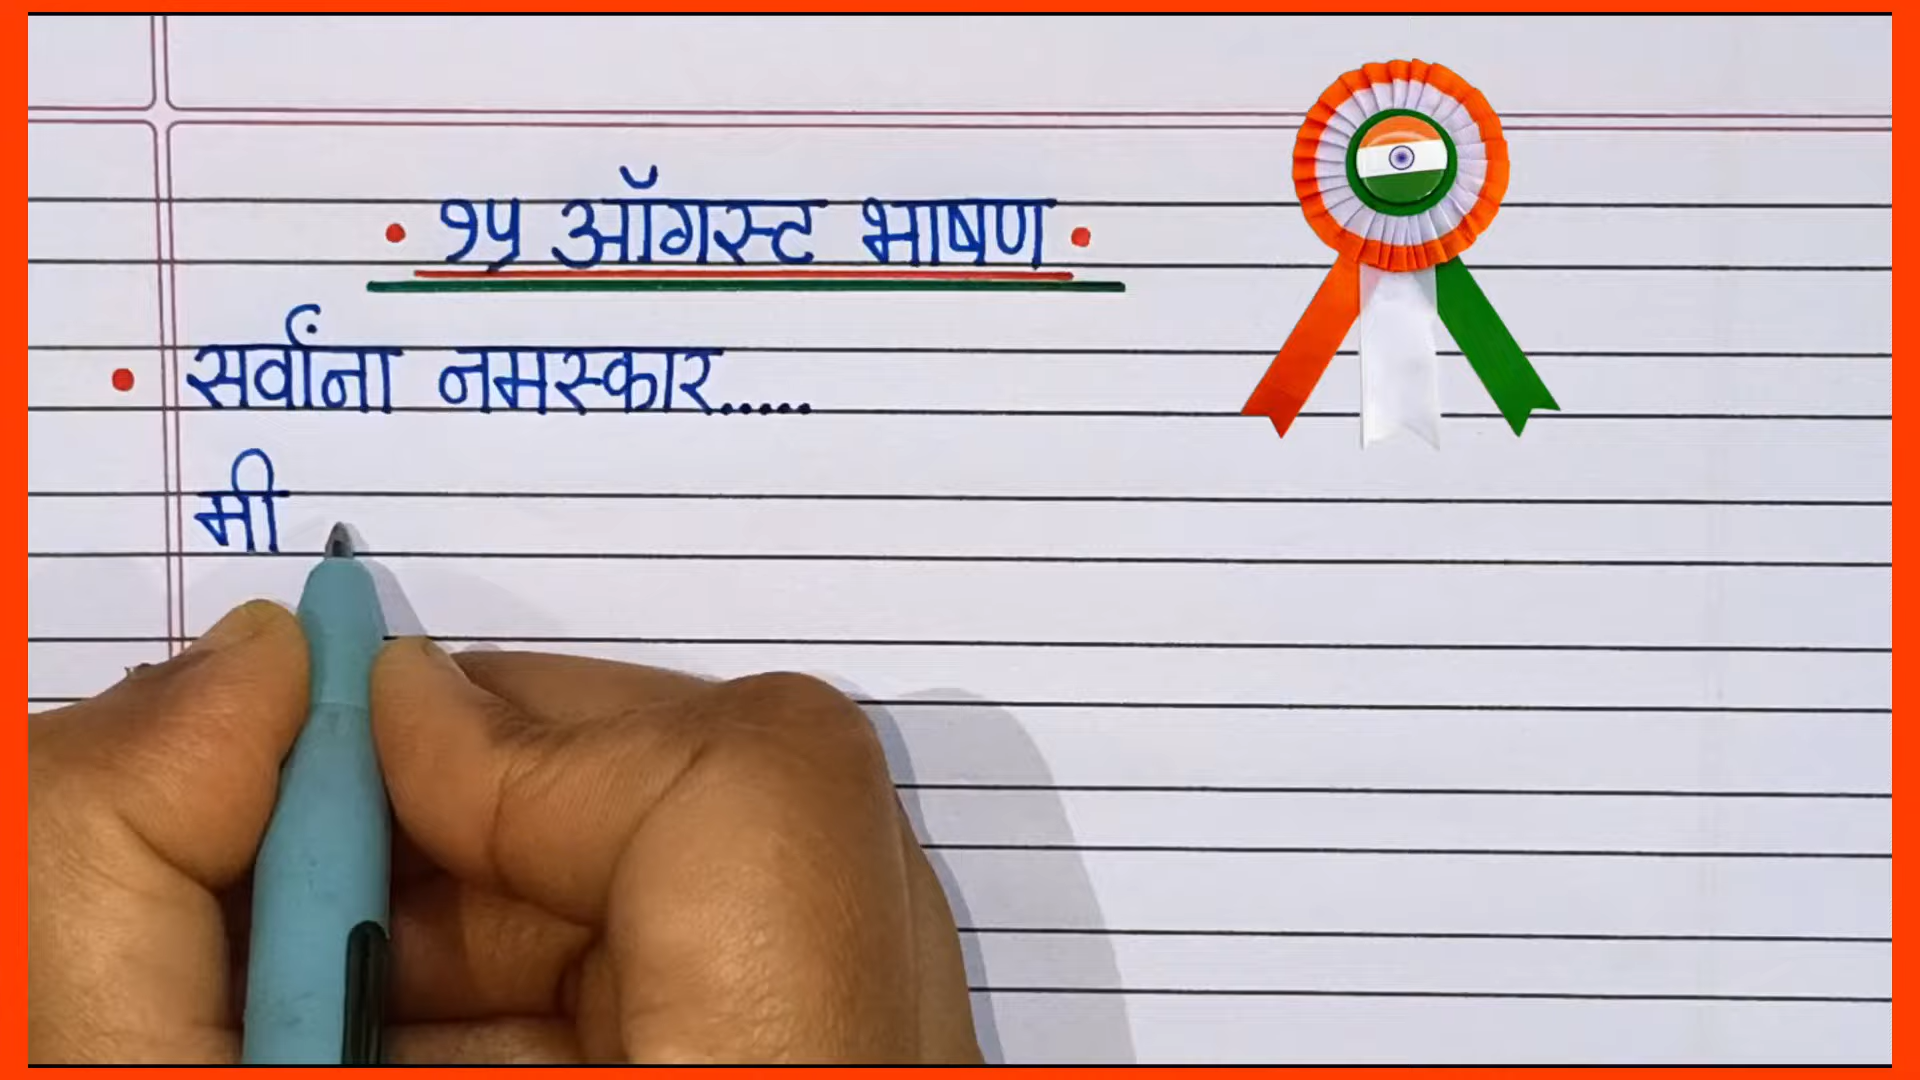 १५ ऑगस्ट भाषण
सर्वांना नमस्कार.....
मी